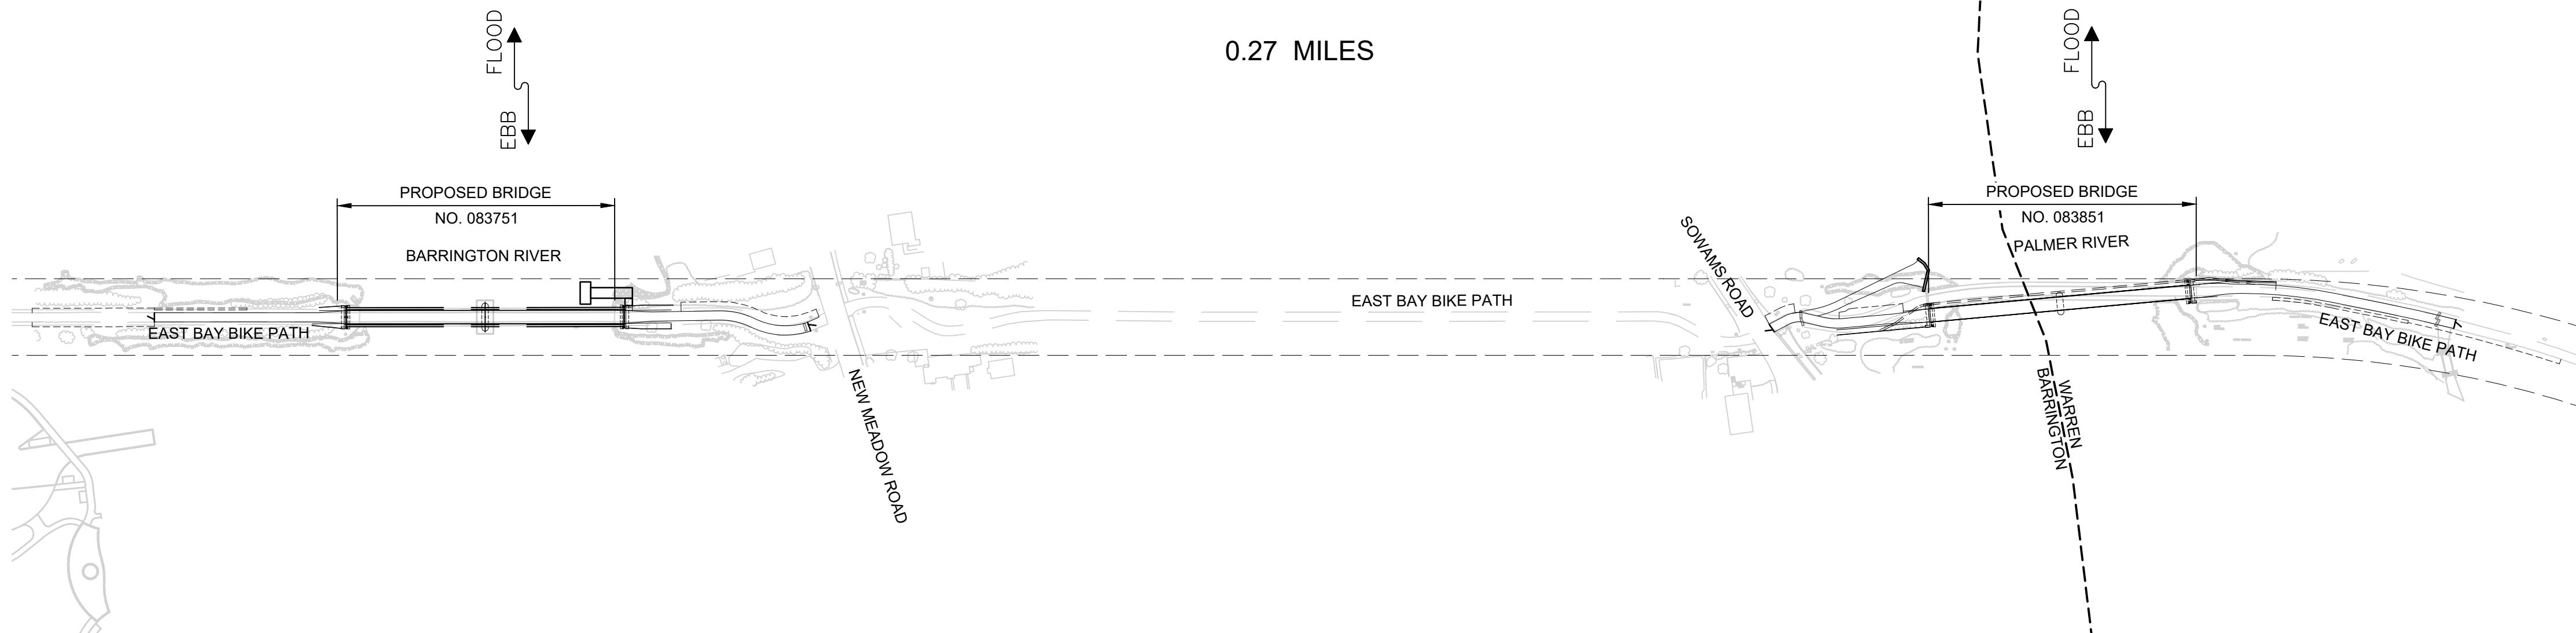 FLOOD
EBB
0.27 MILES
FLOOD
EBB
PROPOSED BRIDGE
NO. 083751
BARRINGTON RIVER
PROPOSED BRIDGE
NO. 083851
PALMER RIVER
SOWAMS ROAD
EAST BAY BIKE PATH
EAST BAY BIKE PATH
EAST BAY BIKE PATH
NEW MEADOW ROAD
WARREN
BARRINGTON